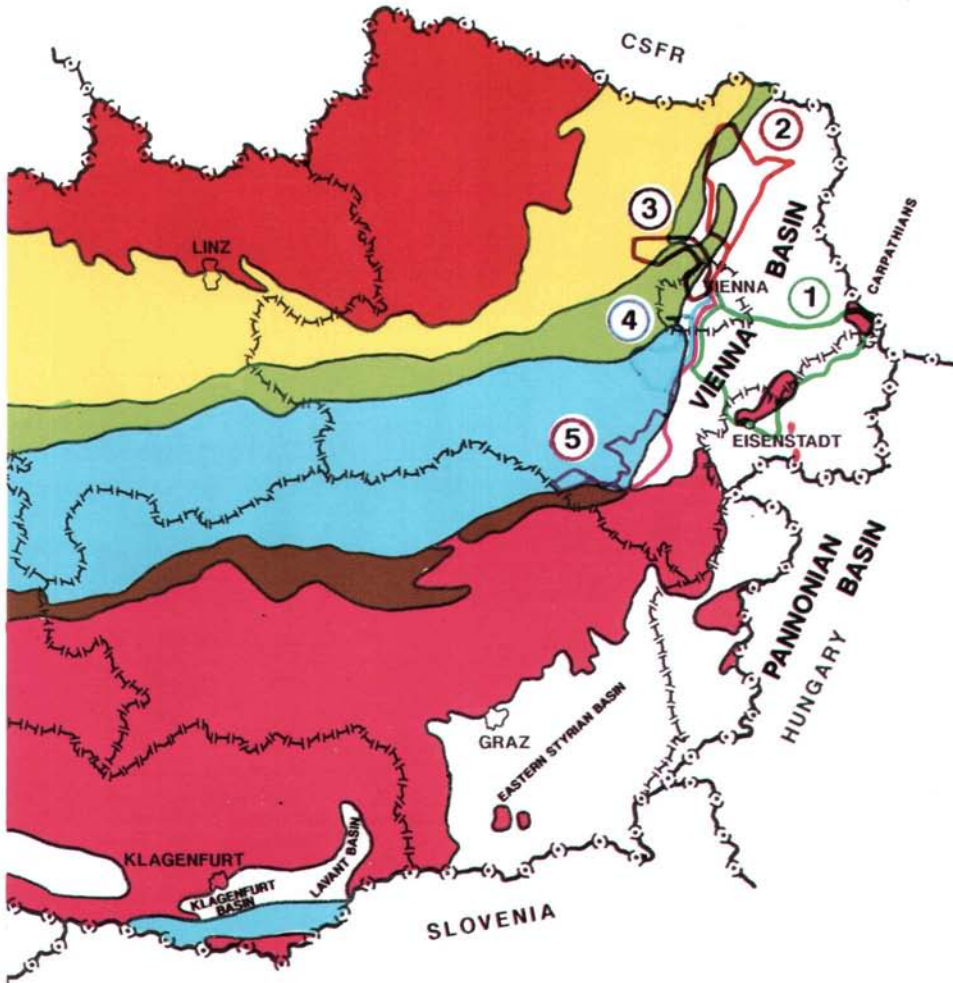 CSFR
2
3
LINZ
VIENNA
1
CARPATHIANS
4
VIENNA BASIN
5
EISENSTADT
PANNONIAN
BASIN
HUNGARY
GRAZ
EASTERN STYRIAN BASIN
KLAGENFURT
KLAGENFURT
BASIN
LAVANT BASIN
SLOVENIA